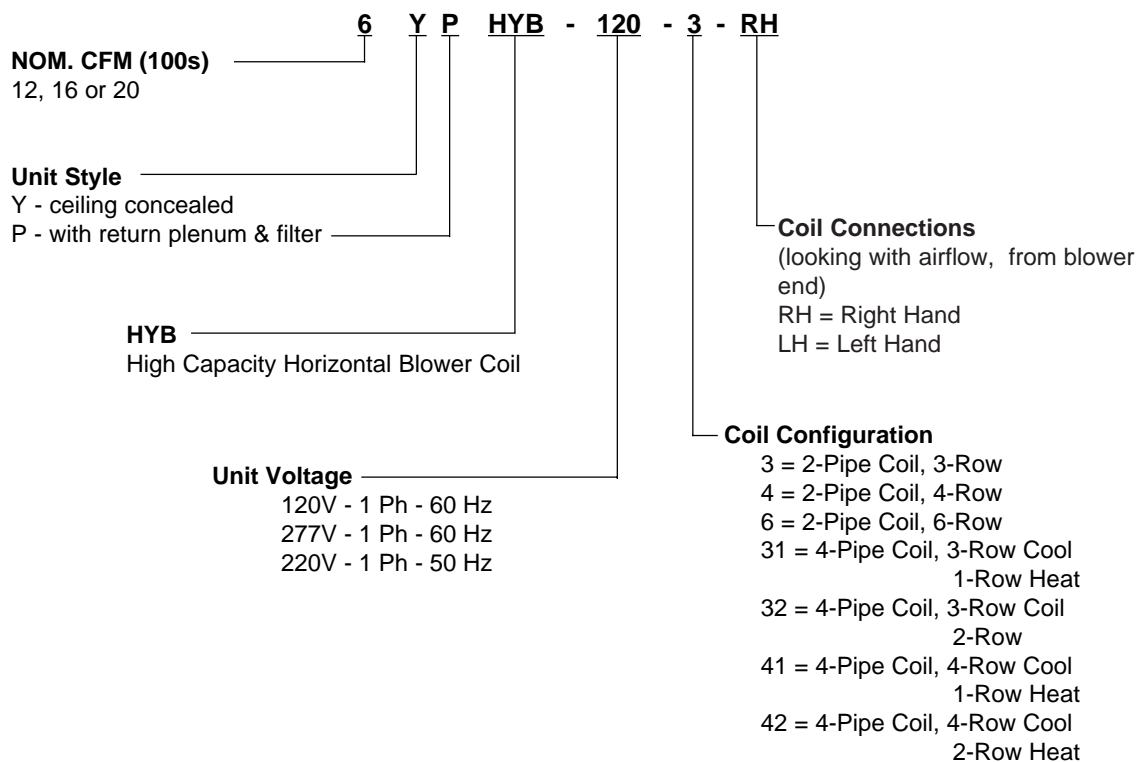 6 Y P HYB - 120 - 3 - RH
NOM. CFM (100s)
12, 16 or 20
Unit Style
Y - ceiling concealed
P - with return plenum & filter
Coil Connections
(looking with airflow, from blower
end)
RH = Right Hand
LH = Left Hand
HYB
High Capacity Horizontal Blower Coil
Unit Voltage
120V - 1 Ph - 60 Hz
277V - 1 Ph - 60 Hz
220V - 1 Ph - 50 Hz
Coil Configuration
3 = 2-Pipe Coil, 3-Row
4 = 2-Pipe Coil, 4-Row
6 = 2-Pipe Coil, 6-Row
31 = 4-Pipe Coil, 3-Row Cool
1-Row Heat
32 = 4-Pipe Coil, 3-Row Coil
2-Row
41 = 4-Pipe Coil, 4-Row Cool
1-Row Heat
42 = 4-Pipe Coil, 4-Row Cool
2-Row Heat